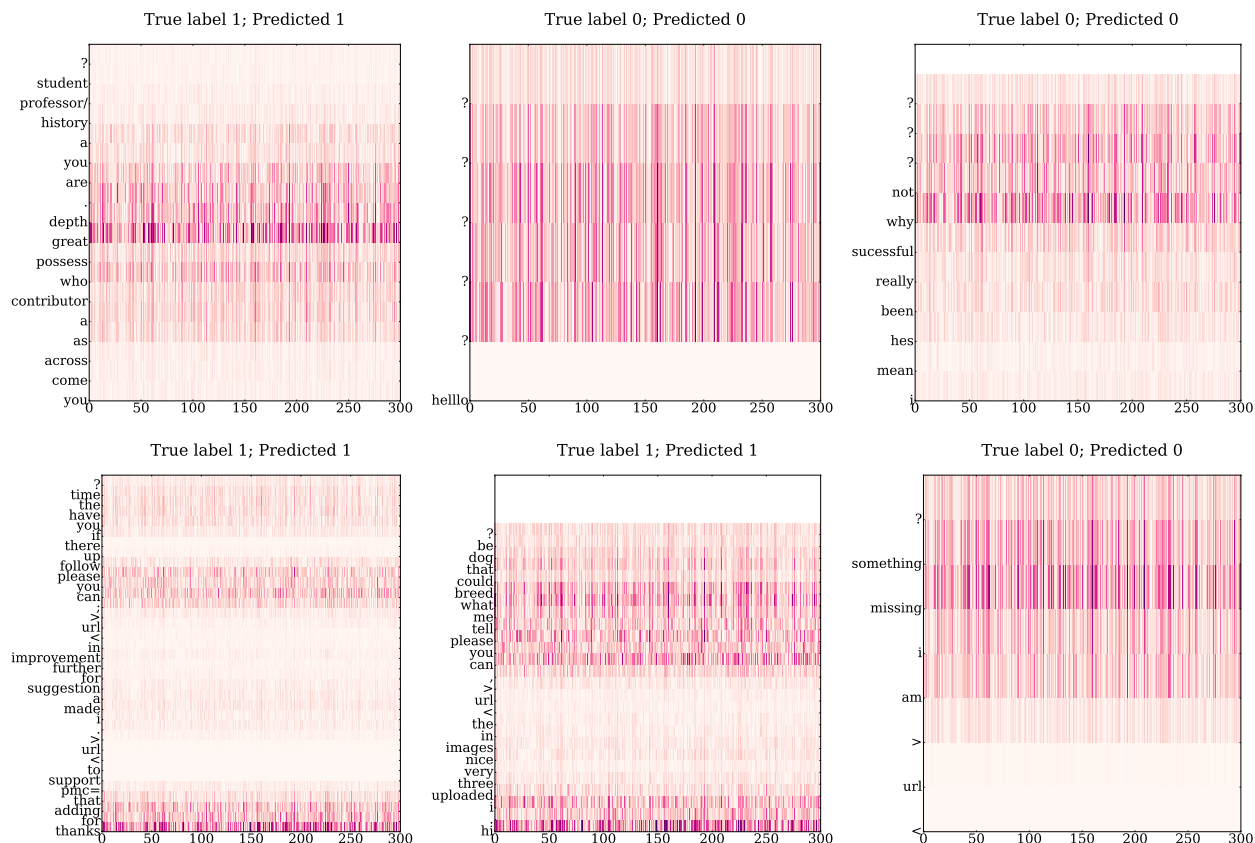 True label 1; Predicted 1
?
student
professor/
history
a
you
are
.
depth
great
possess
who
contributor
a
as
across
come
you
0 50 100 150 200 250 300
True label 0; Predicted 0
?
?
?
?
?
helllo
0 50 100 150 200 250 300
True label 0; Predicted 0
?
?
?
not
why
sucessful
really
been
hes
mean
i
0 50 100 150 200 250 300
True label 1; Predicted 1
?
time
the
have
you
if
there
up
follow
please
you
can
,
>
url
<
in
improvement
further
for
suggestion
a
made
i
.
>
url
<
to
support
pmc=
that
adding
for
thanks
0 50 100 150 200 250 300
True label 1; Predicted 1
?
be
dog
that
could
breed
what
me
tell
please
you
can
,
>
url
<
the
in
images
nice
very
three
uploaded
i
hi
0 50 100 150 200 250 300
True label 0; Predicted 0
?
something
missing
i
am
>
url
<
0 50 100 150 200 250 300